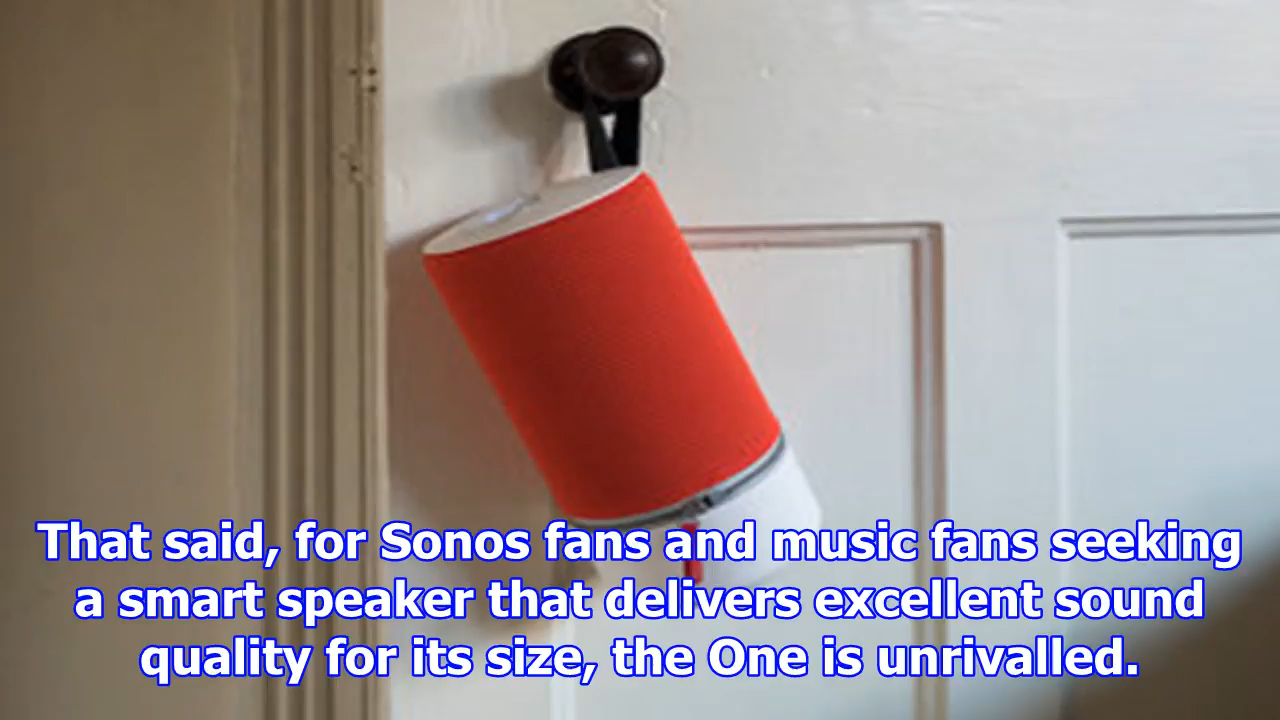 That said, for Sonos fans and music fans seeking
a smart speaker that delivers excellent sound
quality for its size, the One is unrivalled.